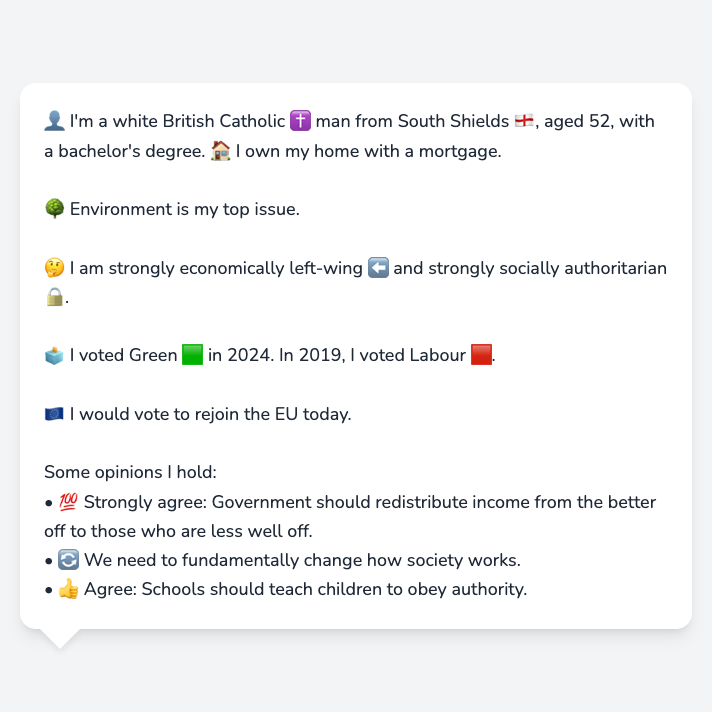 👤 I'm a white British Catholic ✝️ man from South Shields 🏴󠁧󠁢󠁥󠁮󠁧󠁿, aged 52, with
a bachelor's degree. 🏠 I own my home with a mortgage.
🌳 Environment is my top issue.
🤔 I am strongly economically left-wing ⬅️ and strongly socially authoritarian
🔒.
🗳️ I voted Green 🟩 in 2024. In 2019, I voted Labour 🟥.
🇪🇺 I would vote to rejoin the EU today.
Some opinions I hold:
• 💯 Strongly agree: Government should redistribute income from the better
off to those who are less well off.
• 🔄 We need to fundamentally change how society works.
• 👍 Agree: Schools should teach children to obey authority.